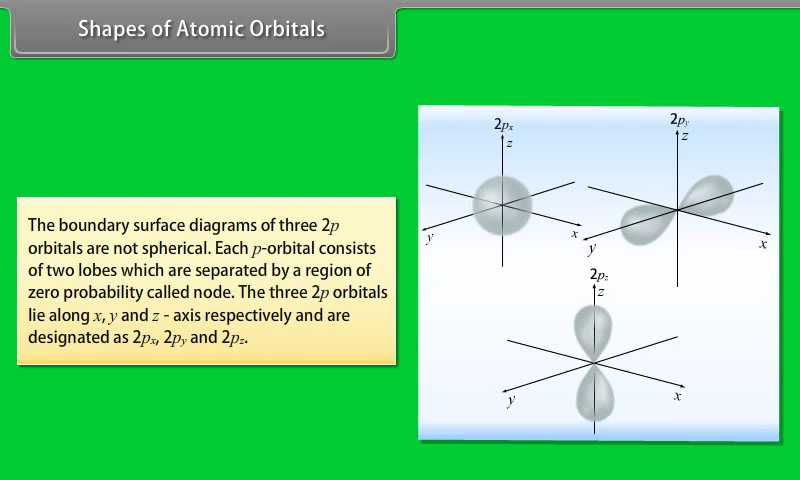 Shapes of Atomic Orbitals
The boundary surface diagrams of three 2p
orbitals are not spherical. Each p-orbital consists
of two lobes which are separated by a region of
zero probability called node. The three 2p orbitals
lie along x, y and z - axis respectively and are
designated as 2px, 2py and 2pz.
2px
z
y
x
2py
z
y
x
2pz
z
y
x